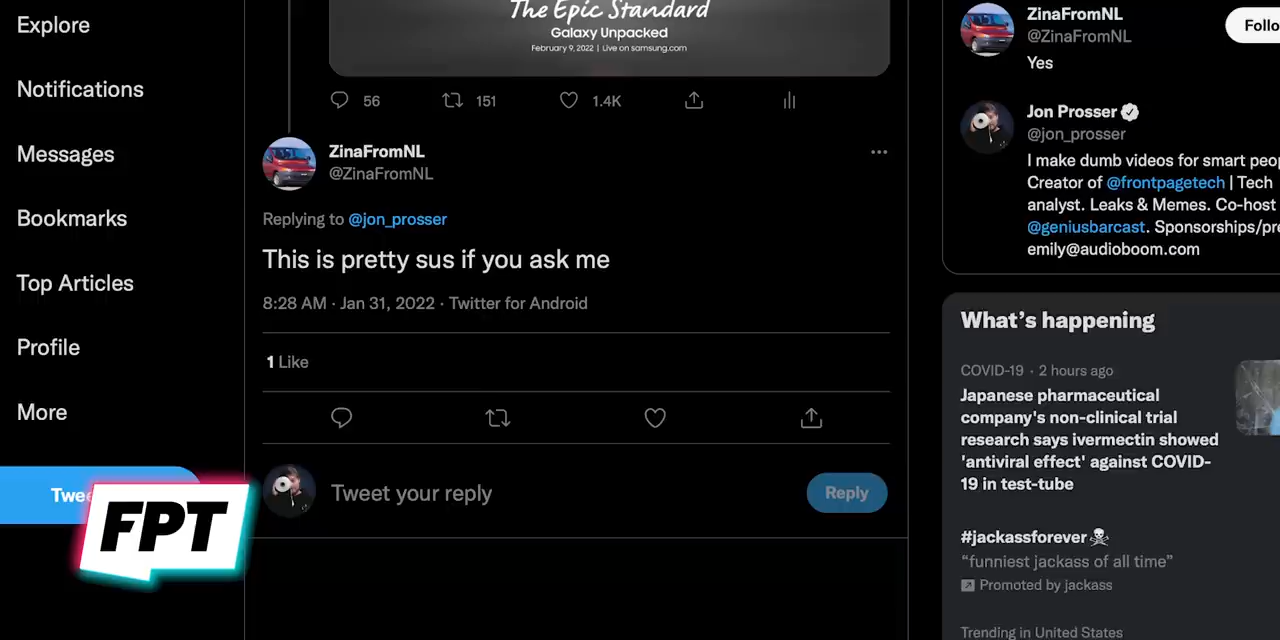 Explore
Notifications
Messages
Bookmarks
Top Articles
Profile
More
Twee
FPT
The Epic Standard
Galaxy Unpacked
February 9, 2022 | Live on samsung.com
56
151
1.4K
ZinaFromNL
@ZinaFromNL
Replying to @jon_prosser
This is pretty sus if you ask me
8:28 AM · Jan 31, 2022 · Twitter for Android
1 Like
Tweet your reply
Reply
ZinaFromNL
@ZinaFromNL
Follo
Yes
Jon Prosser
@jon_prosser
I make dumb videos for smart peop
Creator of @frontpagetech | Tech
analyst. Leaks & Memes. Co-host
@geniusbarcast. Sponsorships/pre
emily@audioboom.com
What's happening
COVID-19 · 2 hours ago
Japanese pharmaceutical
company's non-clinical trial
research says ivermectin showed
'antiviral effect' against COVID-
19 in test-tube
#jackassforever
"funniest jackass of all time"
Promoted by jackass
Trending in United States